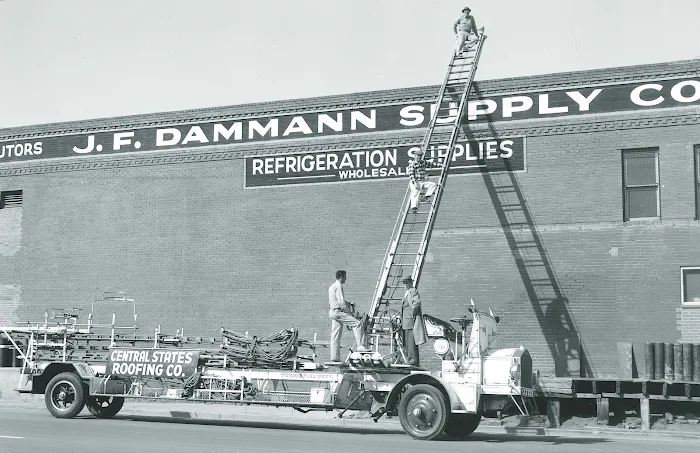 UTORS J. F. DAMMANN SUPPLY CO
REFRIGERATION SUPPLIES
WHOLESALE
CENTRAL STATES
ROOFING CO.